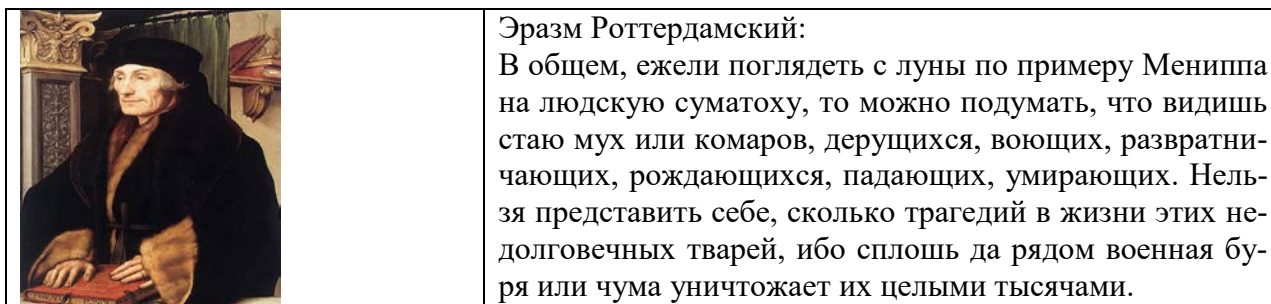 Эразм Роттердамский:
В общем, ежели поглядеть с луны по примеру Мениппа
на людскую суматоху, то можно подумать, что видишь
стаю мух или комаров, дерущихся, воющих, развратни-
чающих, рождающихся, падающих, умирающих. Нель-
зя представить себе, сколько трагедий в жизни этих не-
долговечных тварей, ибо сплошь да рядом военная бу-
ря или чума уничтожает их целыми тысячами.